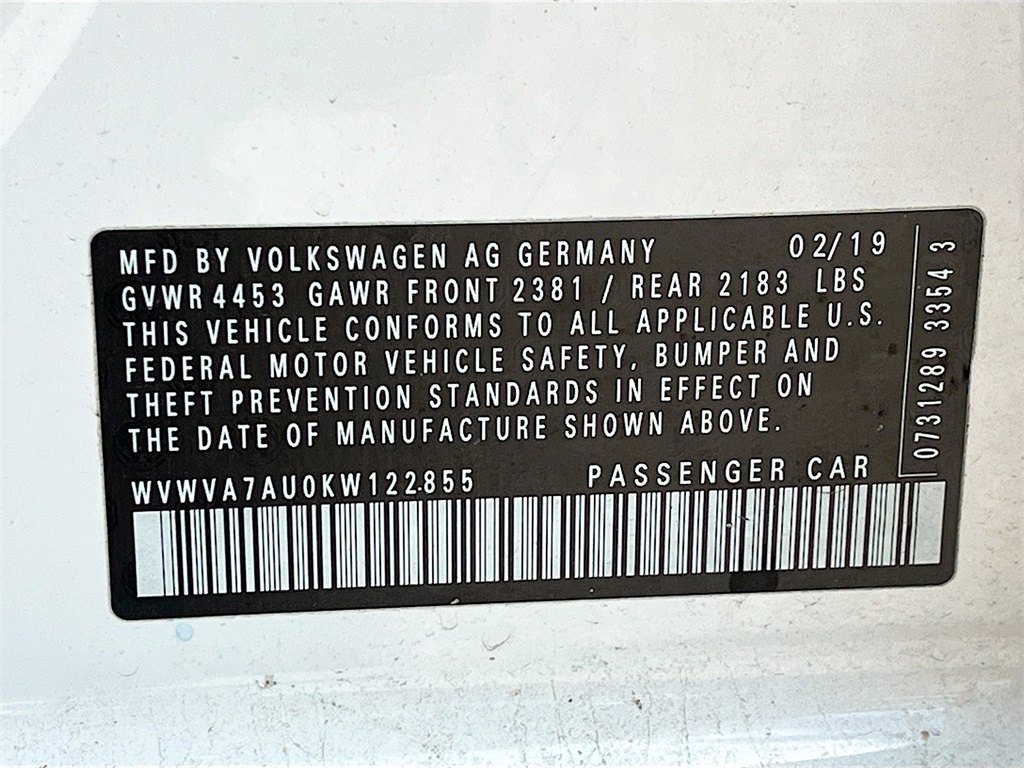 MFD BY VOLKSWAGEN AG GERMANY 02/19
GVWR 4453 GAWR FRONT 2381 / REAR 2183 LBS
THIS VEHICLE CONFORMS TO ALL APPLICABLE U.S.
FEDERAL MOTOR VEHICLE SAFETY, BUMPER AND
THEFT PREVENTION STANDARDS IN EFFECT ON
THE DATE OF MANUFACTURE SHOWN ABOVE.
WVWVA7AU0KW122855 PASSENGER CAR
0731289 33543 3